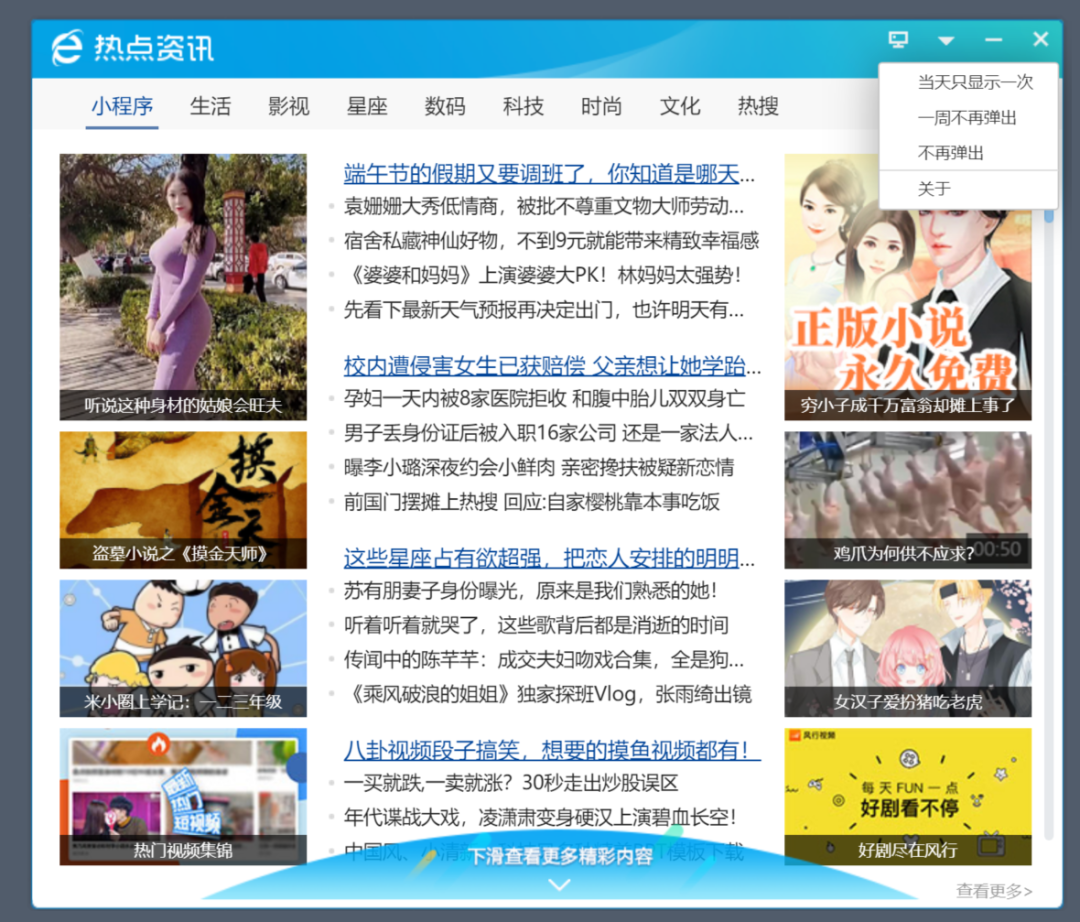 热点资讯
当天只显示一次
一周不再弹出
不再弹出
关于
小程序 生活 影视 星座 数码 科技 时尚 文化 热搜
听说这种身材的姑娘会旺夫
摸金天
盗墓小说之《摸金天师》
米小圈上学记：一二三年级
最新
热门
短视频
热门视频集锦
端午节的假期又要调班了，你知道是哪天...
袁姗姗大秀低情商，被批不尊重文物大师劳动...
宿舍私藏神仙好物，不到9元就能带来精致幸福感
《婆婆和妈妈》上演婆婆大PK！林妈妈太强势！
先看下最新天气预报再决定出门，也许明天有...
校内遭侵害女生已获赔偿 父亲想让她学跆...
孕妇一天内被8家医院拒收 和腹中胎儿双双身亡
男子丢身份证后被入职16家公司 还是一家法人...
曝李小璐深夜约会小鲜肉 亲密搀扶被疑新恋情
前国门摆摊上热搜 回应:自家樱桃靠本事吃饭
这些星座占有欲超强，把恋人安排的明明...
苏有朋妻子身份曝光，原来是我们熟悉的她！
听着听着就哭了，这些歌背后都是消逝的时间
传闻中的陈芊芊：成交夫妇吻戏合集，全是狗...
《乘风破浪的姐姐》独家探班Vlog，张雨绮出镜
八卦视频段子搞笑，想要的摸鱼视频都有！
一买就跌,一卖就涨？30秒走出炒股误区
年代谍战大戏，凌潇肃变身硬汉上演碧血长空！
中国风、小清
PPT模板下载
下滑查看更多精彩内容
正版小说
永久免费
穷小子成千万富翁却摊上事了
鸡爪为何供不应求？
00:50
女汉子爱扮猪吃老虎
风行视频
每天 FUN 一点
好剧看不停
好剧尽在风行
查看更多>